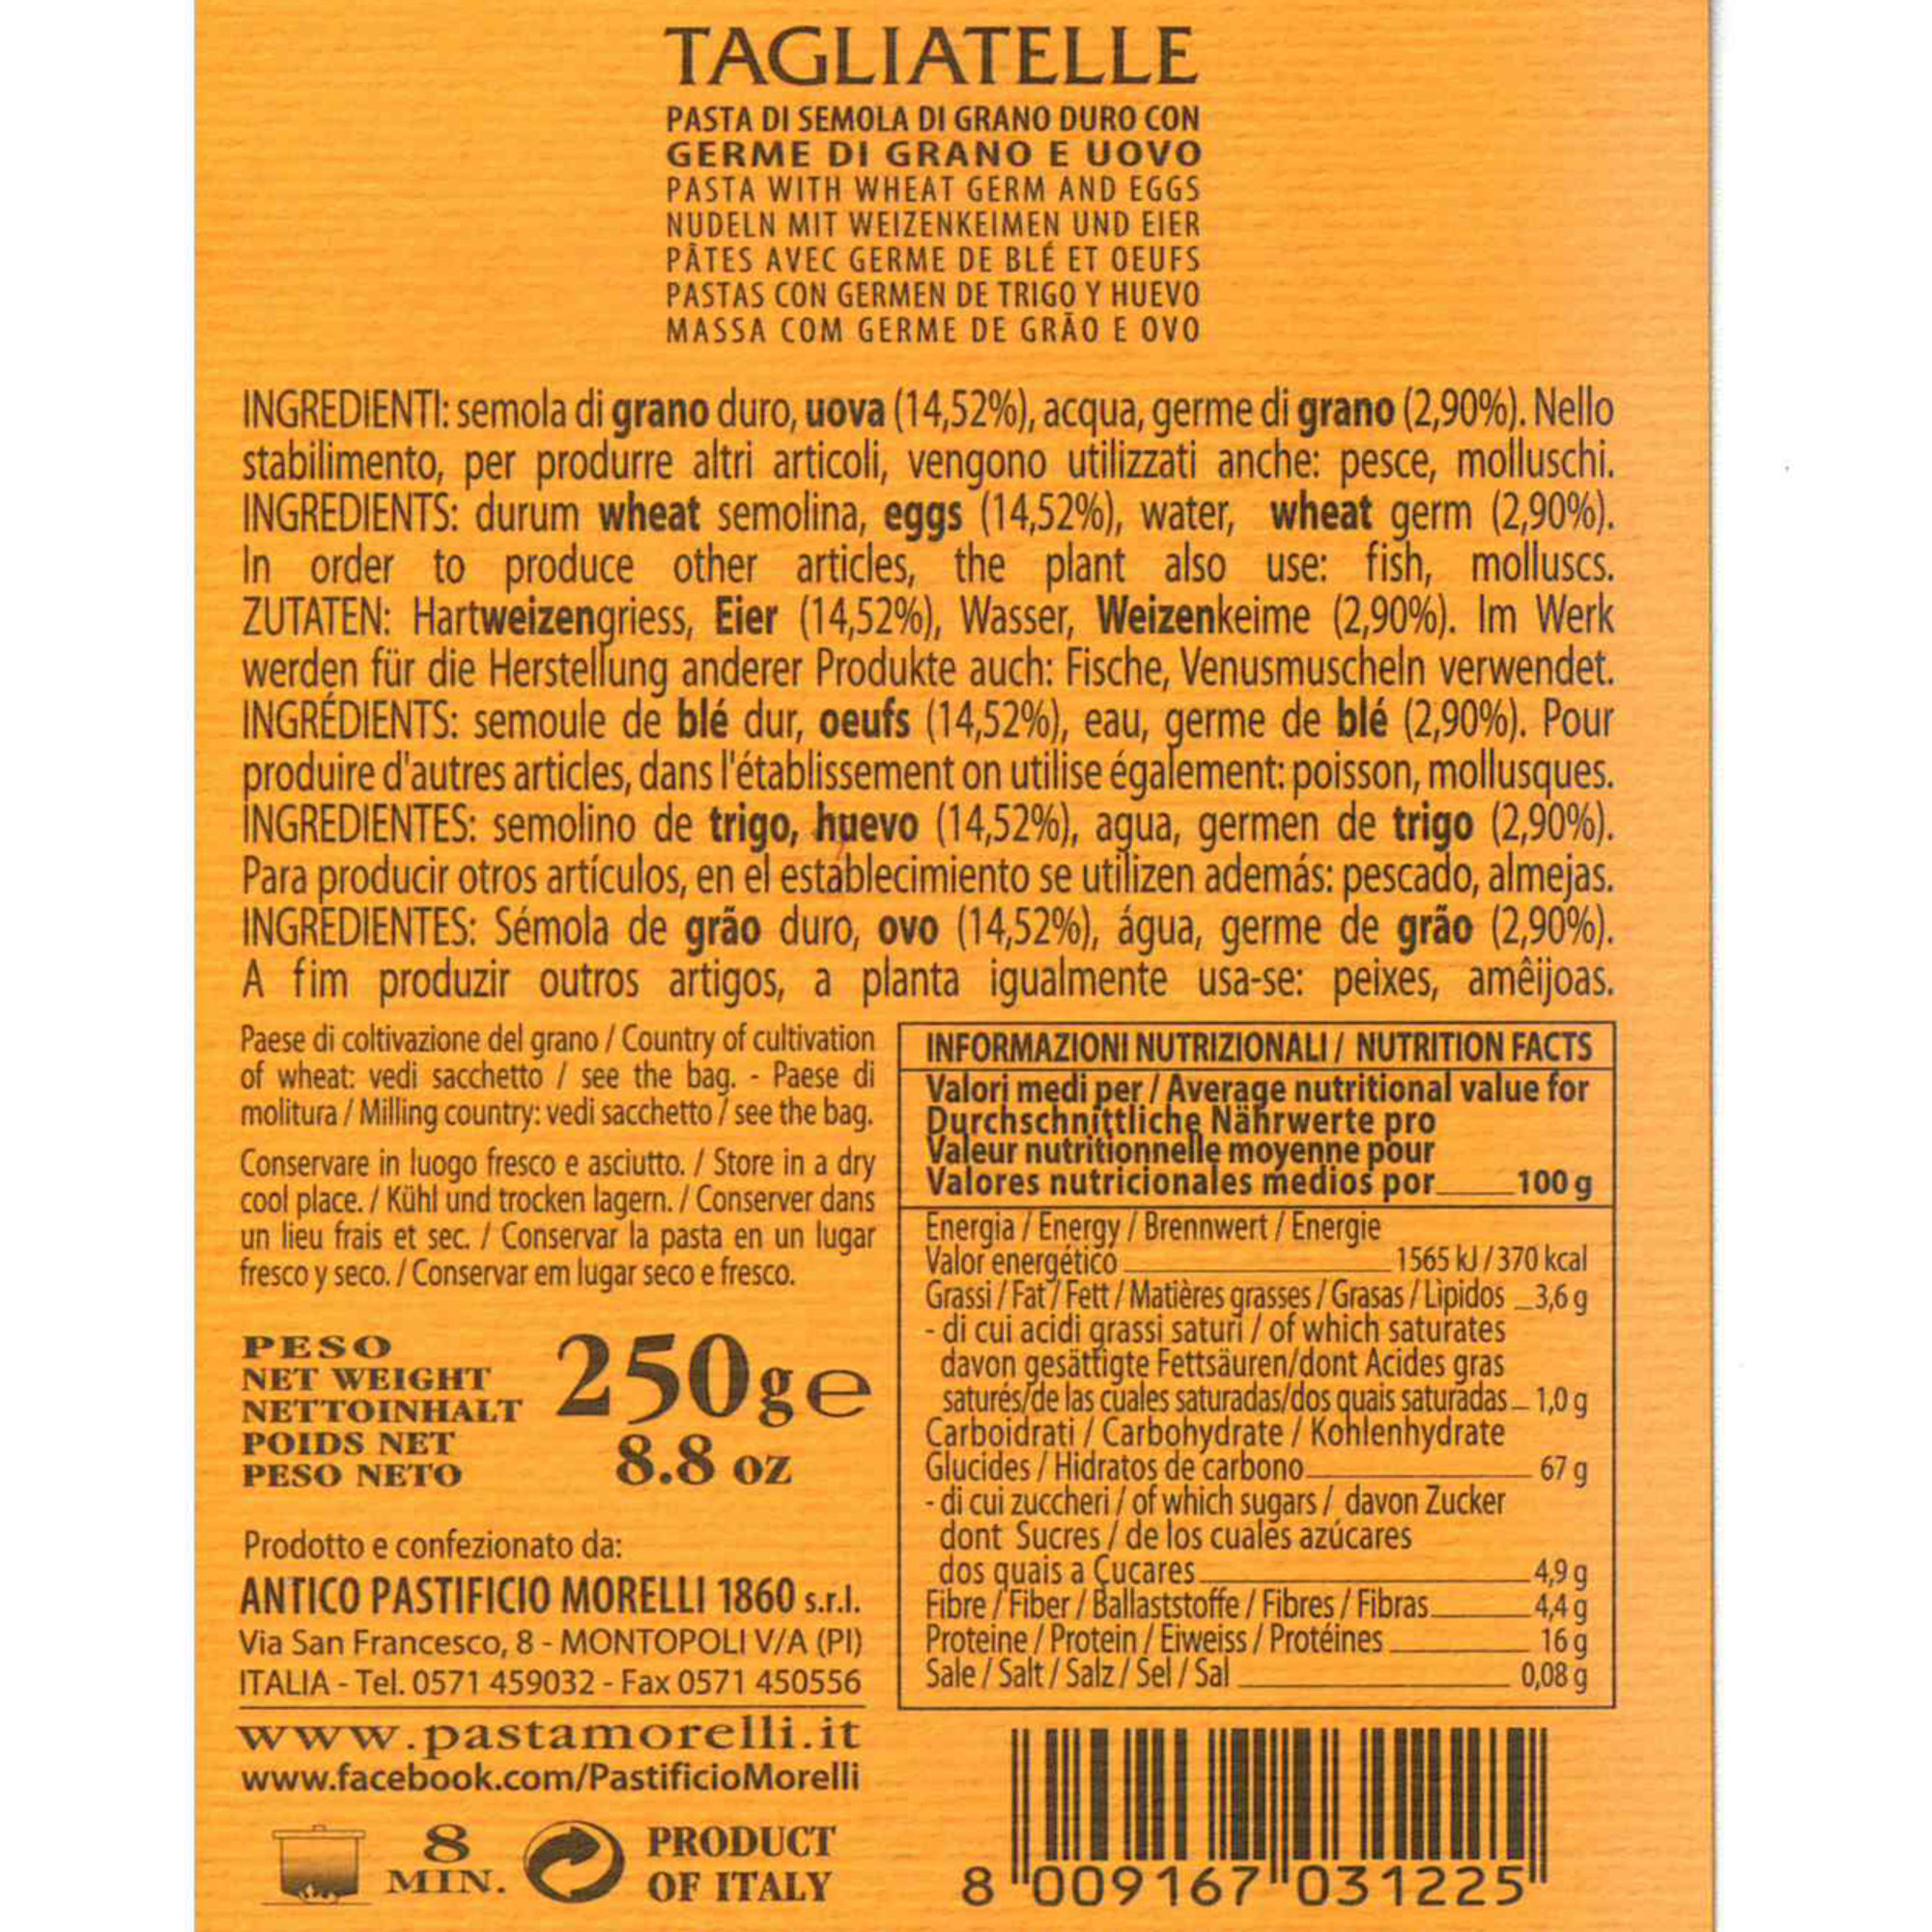 TAGLIATELLE
PASTA DI SEMOLA DI GRANO DURO CON
GERME DI GRANO E UOVO
PASTA WITH WHEAT GERM AND EGGS
NUDELN MIT WEIZENKEIMEN UND EIER
PÂTES AVEC GERME DE BLÉ ET OEUFS
PASTAS CON GERMEN DE TRIGO Y HUEVO
MASSA COM GERME DE GRÃO E OVO
INGREDIENTI: semola di grano duro, uova (14,52%), acqua, germe di grano (2,90%). Nello
stabilimento, per produrre altri articoli, vengono utilizzati anche: pesce, molluschi.
INGREDIENTS: durum wheat semolina, eggs (14,52%), water, wheat germ (2,90%).
In order to produce other articles, the plant also use: fish, molluscs.
ZUTATEN: Hartweizengriess, Eier (14,52%), Wasser, Weizenkeime (2,90%). Im Werk
werden für die Herstellung anderer Produkte auch: Fische, Venusmuscheln verwendet.
INGRÉDIENTS: semoule de blé dur, oeufs (14,52%), eau, germe de blé (2,90%). Pour
produire d'autres articles, dans l'établissement on utilise également: poisson, mollusques.
INGREDIENTES: semolino de trigo, huevo (14,52%), agua, germen de trigo (2,90%).
Para producir otros artículos, en el establecimiento se utilizen además: pescado, almejas.
INGREDIENTES: Sémola de grão duro, ovo (14,52%), água, germe de grão (2,90%).
A fim produzir outros artigos, a planta igualmente usa-se: peixes, amêijoas.
Paese di coltivazione del grano / Country of cultivation
of wheat: vedi sacchetto / see the bag. - Paese di
molitura / Milling country: vedi sacchetto / see the bag.
Conservare in luogo fresco e asciutto. / Store in a dry
cool place. / Kühl und trocken lagern. / Conserver dans
un lieu frais et sec. / Conservar la pasta en un lugar
fresco y seco. / Conservar em lugar seco e fresco.
PESO
NET WEIGHT
NETTOINHALT
POIDS NET
PESO NETO
250g e
8.8 oz
Prodotto e confezionato da:
ANTICO PASTIFICIO MORELLI 1860 s.r.l.
Via San Francesco, 8 - MONTOPOLI V/A (PI)
ITALIA - Tel. 0571 459032 - Fax 0571 450556
www.pastamorelli.it
www.facebook.com/PastificioMorelli
8
MIN.
PRODUCT
OF ITALY
INFORMAZIONI NUTRIZIONALI / NUTRITION FACTS
Valori medi per / Average nutritional value for
Durchschnittliche Nährwerte pro
Valeur nutritionnelle moyenne pour
Valores nutricionales medios por 100 g
Energia / Energy / Brennwert / Energie
Valor energético 1565 kJ / 370 kcal
Grassi / Fat / Fett / Matières grasses / Grasas / Lìpidos 3,6 g
- di cui acidi grassi saturi / of which saturates
davon gesättigte Fettsäuren/dont Acides gras
saturés/de las cuales saturadas/dos quais saturadas 1,0 g
Carboidrati / Carbohydrate / Kohlenhydrate
Glucides / Hidratos de carbono 67 g
- di cui zuccheri / of which sugars / davon Zucker
dont Sucres / de los cuales azúcares
dos quais a Çucares 4,9 g
Fibre / Fiber / Ballaststoffe / Fibres / Fibras 4,4 g
Proteine / Protein / Eiweiss / Protéines 16 g
Sale / Salt / Salz / Sel / Sal 0,08 g
8 009167 031225